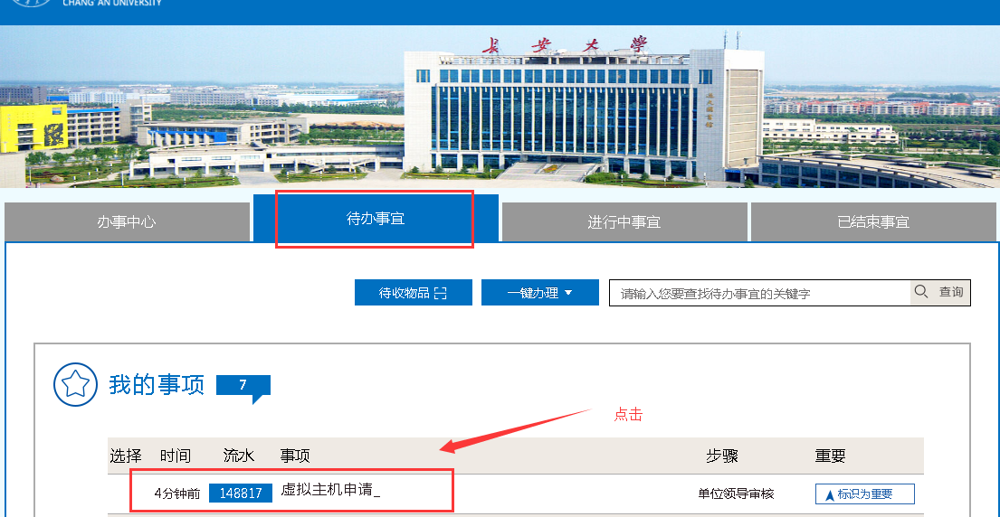 CHANG'AN UNIVERSITY
长安大学
办事中心
待办事宜
进行中事宜
已结束事宜
待收物品
一键办理
请输入您要查找待办事宜的关键字
查询
我的事项
7
点击
选择 时间 流水 事项 步骤 重要
4分钟前 148817 虚拟主机申请_ 单位领导审核 标识为重要